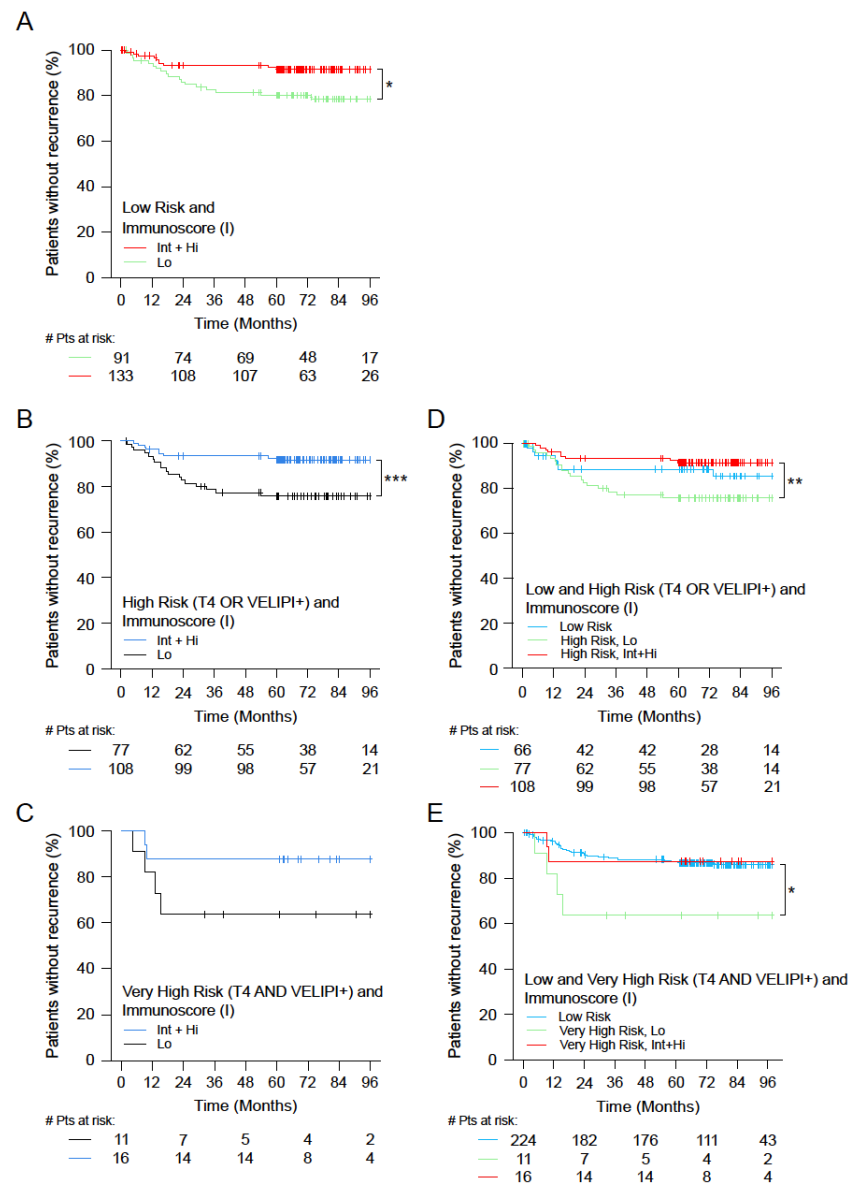 A
Patients without recurrence (%)
100
80
60
40
20
0
*
Low Risk and
Immunoscore (I)
Int + Hi
Lo
0 12 24 36 48 60 72 84 96
Time (Months)
# Pts at risk:
91 74 69 48 17
133 108 107 63 26
B
Patients without recurrence (%)
100
80
60
40
20
0
***
High Risk (T4 OR VELIPI+) and
Immunoscore (I)
Int + Hi
Lo
0 12 24 36 48 60 72 84 96
Time (Months)
# Pts at risk:
77 62 55 38 14
108 99 98 57 21
D
Patients without recurrence (%)
100
80
60
40
20
0
**
Low and High Risk (T4 OR VELIPI+) and
Immunoscore (I)
Low Risk
High Risk, Lo
High Risk, Int+Hi
0 12 24 36 48 60 72 84 96
Time (Months)
# Pts at risk:
66 42 42 28 14
77 62 55 38 14
108 99 98 57 21
C
Patients without recurrence (%)
100
80
60
40
20
0
Very High Risk (T4 AND VELIPI+) and
Immunoscore (I)
Int + Hi
Lo
0 12 24 36 48 60 72 84 96
Time (Months)
# Pts at risk:
11 7 5 4 2
16 14 14 8 4
E
Patients without recurrence (%)
100
80
60
40
20
0
*
Low and Very High Risk (T4 AND VELIPI+) and
Immunoscore (I)
Low Risk
Very High Risk, Lo
Very High Risk, Int+Hi
0 12 24 36 48 60 72 84 96
Time (Months)
# Pts at risk:
224 182 176 111 43
11 7 5 4 2
16 14 14 8 4